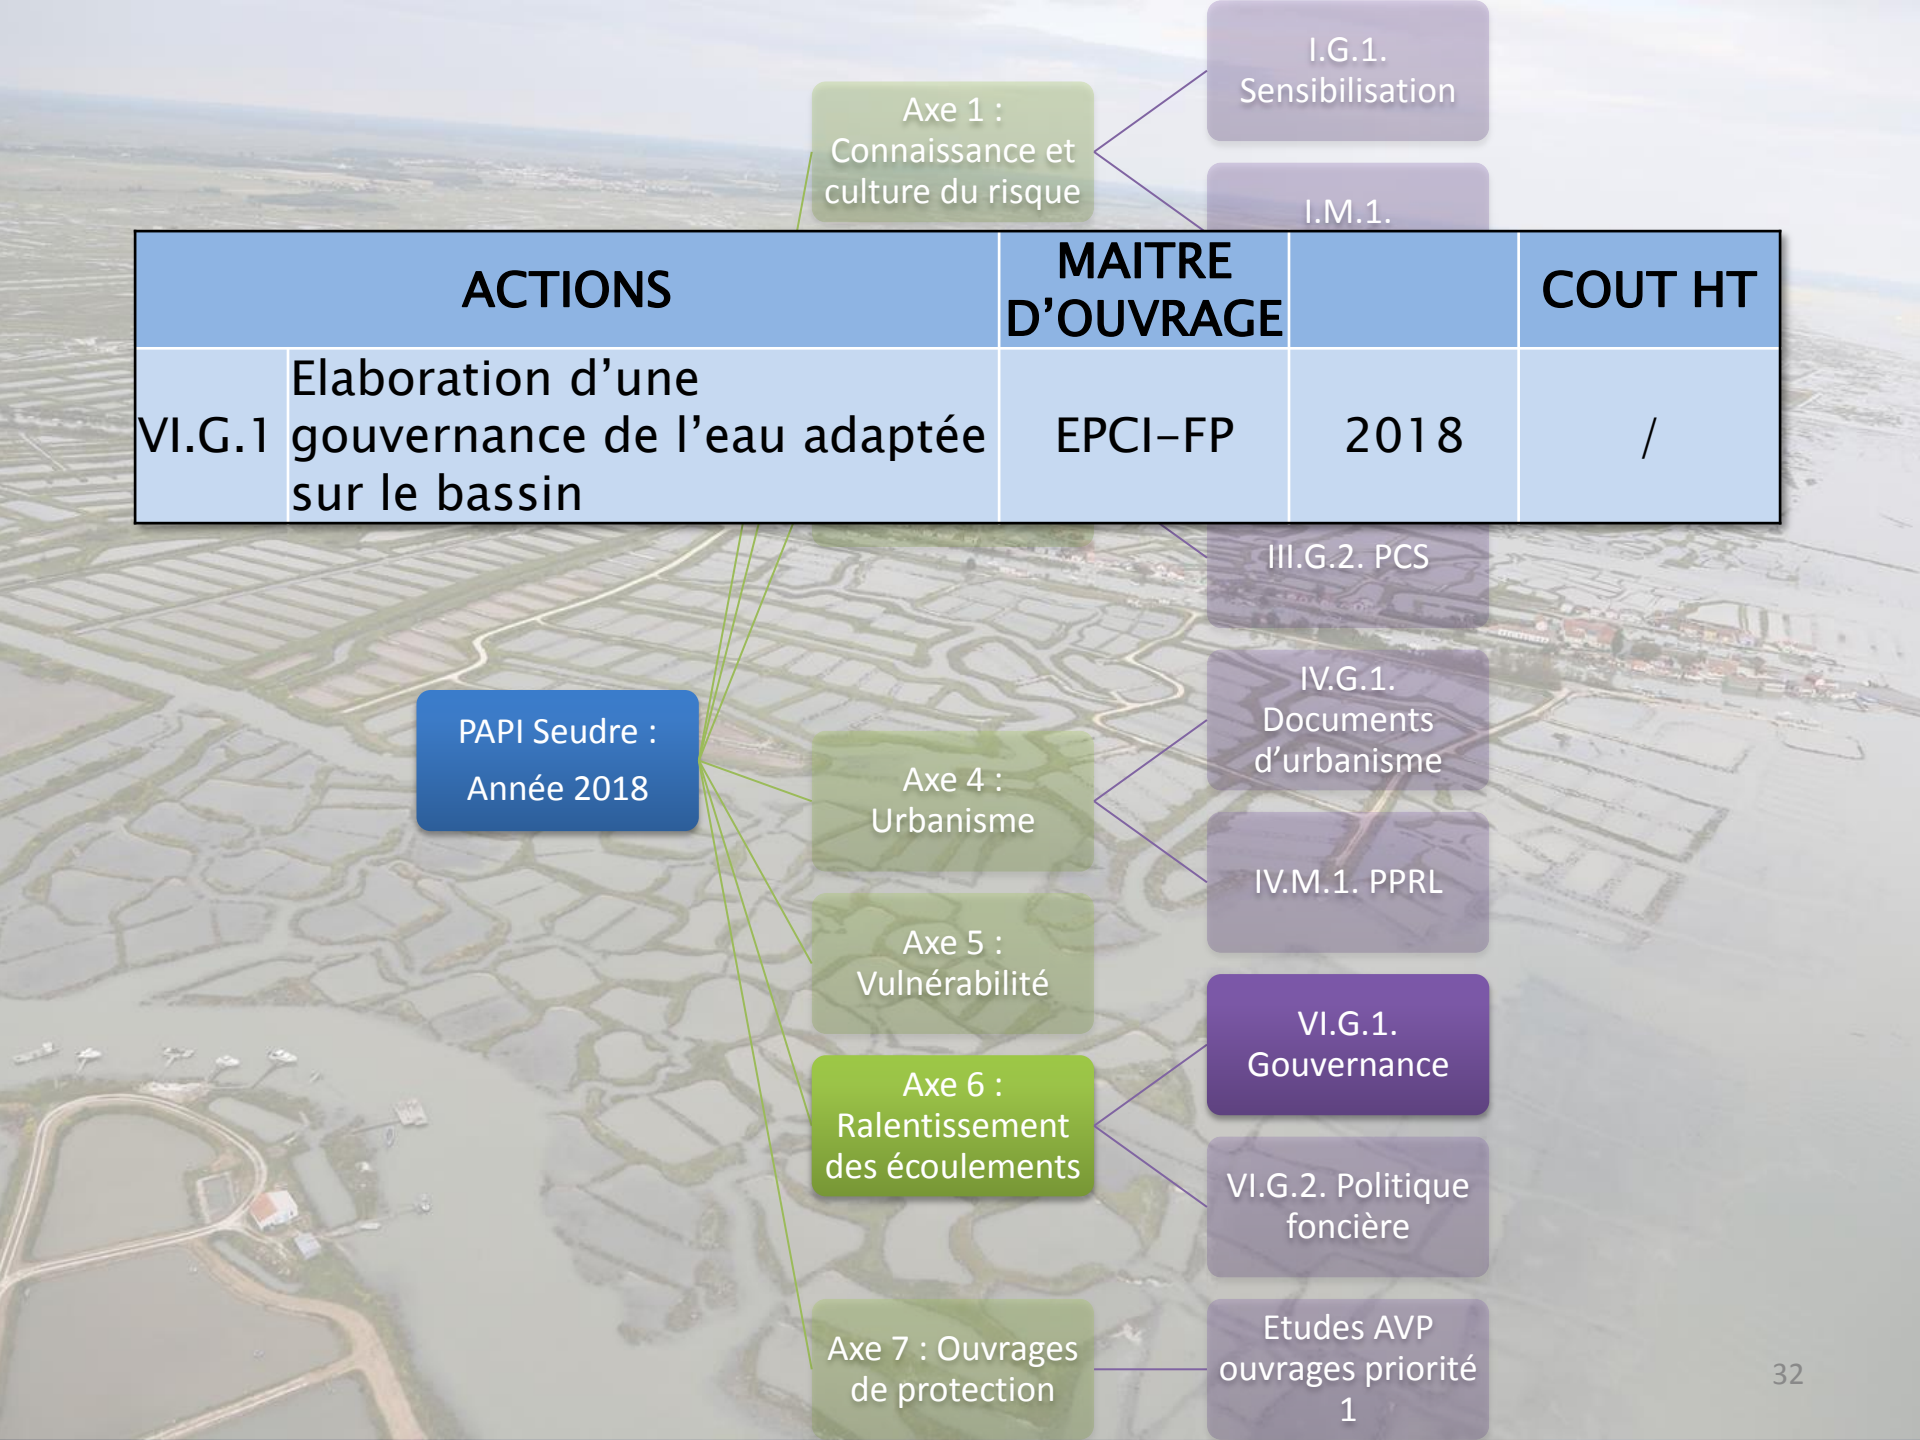 I.G.1.
Sensibilisation
Axe 1 :
Connaissance et
culture du risque
I.M.1.
ACTIONS
MAITRE
D’OUVRAGE
COUT HT
VI.G.1
Elaboration d’une
gouvernance de l’eau adaptée
sur le bassin
EPCI-FP
2018
/
III.G.2. PCS
PAPI Seudre :
Année 2018
IV.G.1.
Documents
d’urbanisme
Axe 4 :
Urbanisme
IV.M.1. PPRL
Axe 5 :
Vulnérabilité
VI.G.1.
Gouvernance
Axe 6 :
Ralentissement
des écoulements
VI.G.2. Politique
foncière
Axe 7 : Ouvrages
de protection
Etudes AVP
ouvrages priorité
1
32